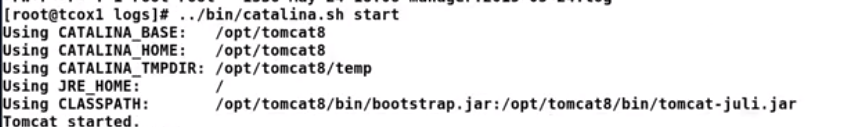 [root@tcox1 logs]# ../bin/catalina.sh start
Using CATALINA_BASE:   /opt/tomcat8
Using CATALINA_HOME:   /opt/tomcat8
Using CATALINA_TMPDIR: /opt/tomcat8/temp
Using JRE_HOME:        /
Using CLASSPATH:       /opt/tomcat8/bin/bootstrap.jar:/opt/tomcat8/bin/tomcat-juli.jar
Tomcat started.